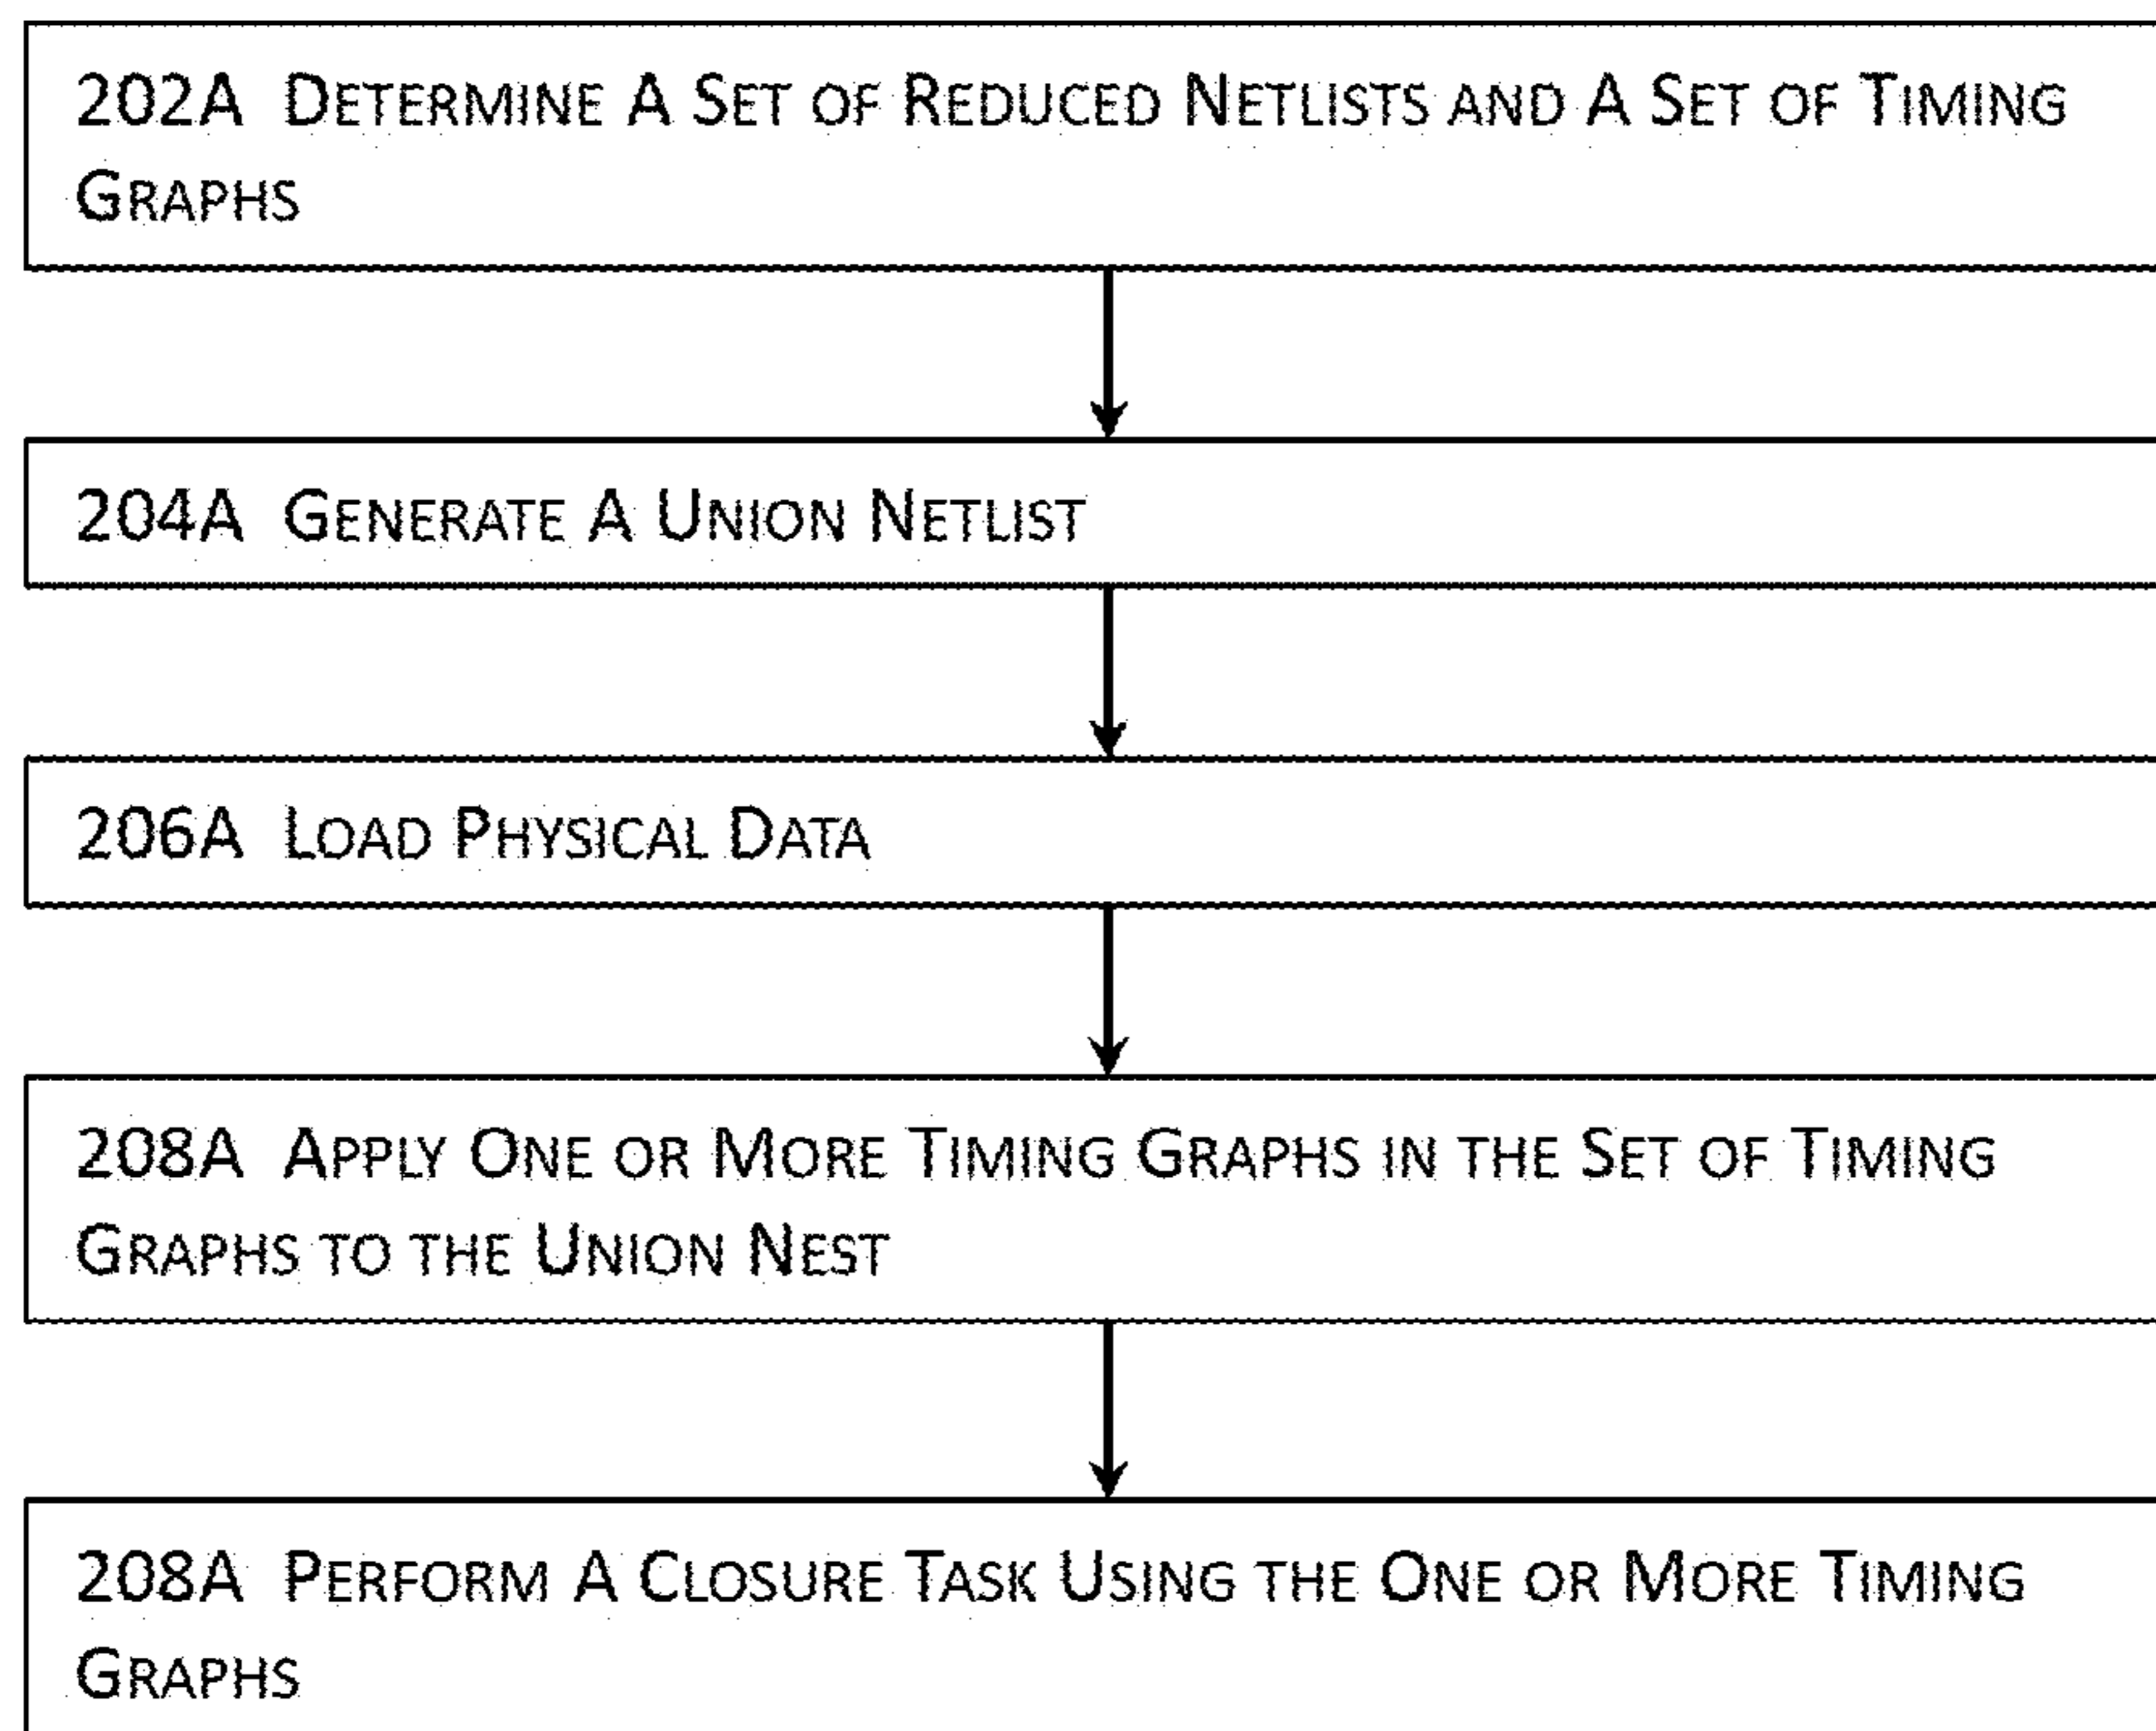 202A DETERMINE A SET OF REDUCED NETLISTS AND A SET OF TIMING
GRAPHS
204A GENERATE A UNION NETLIST
206A LOAD PHYSICAL DATA
208A APPLY ONE OR MORE TIMING GRAPHS IN THE SET OF TIMING
GRAPHS TO THE UNION NEST
208A PERFORM A CLOSURE TASK USING THE ONE OR MORE TIMING
GRAPHS